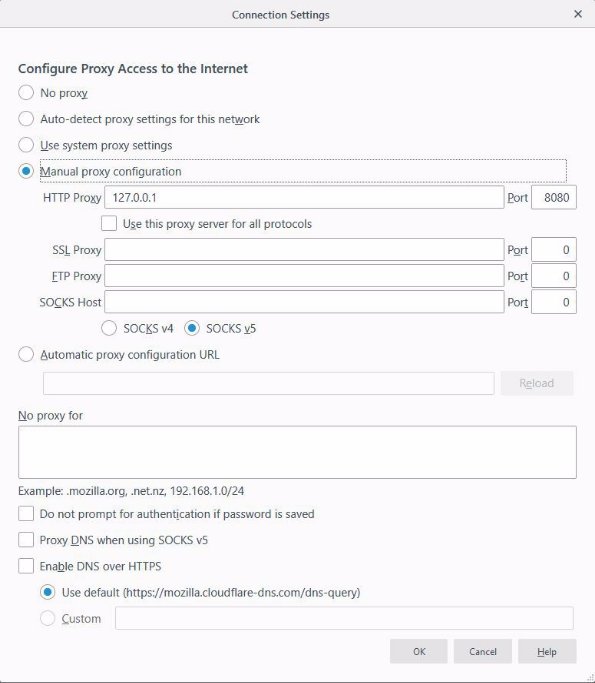 Connection Settings
Configure Proxy Access to the Internet
No proxy
Auto-detect proxy settings for this network
Use system proxy settings
Manual proxy configuration
HTTP Proxy 127.0.0.1 Port 8080
Use this proxy server for all protocols
SSL Proxy Port 0
FTP Proxy Port 0
SOCKS Host Port 0
SOCKS v4 SOCKS v5
Automatic proxy configuration URL
Reload
No proxy for
Example: .mozilla.org, .net.nz, 192.168.1.0/24
Do not prompt for authentication if password is saved
Proxy DNS when using SOCKS v5
Enable DNS over HTTPS
Use default (https://mozilla.cloudflare-dns.com/dns-query)
Custom
OK Cancel Help